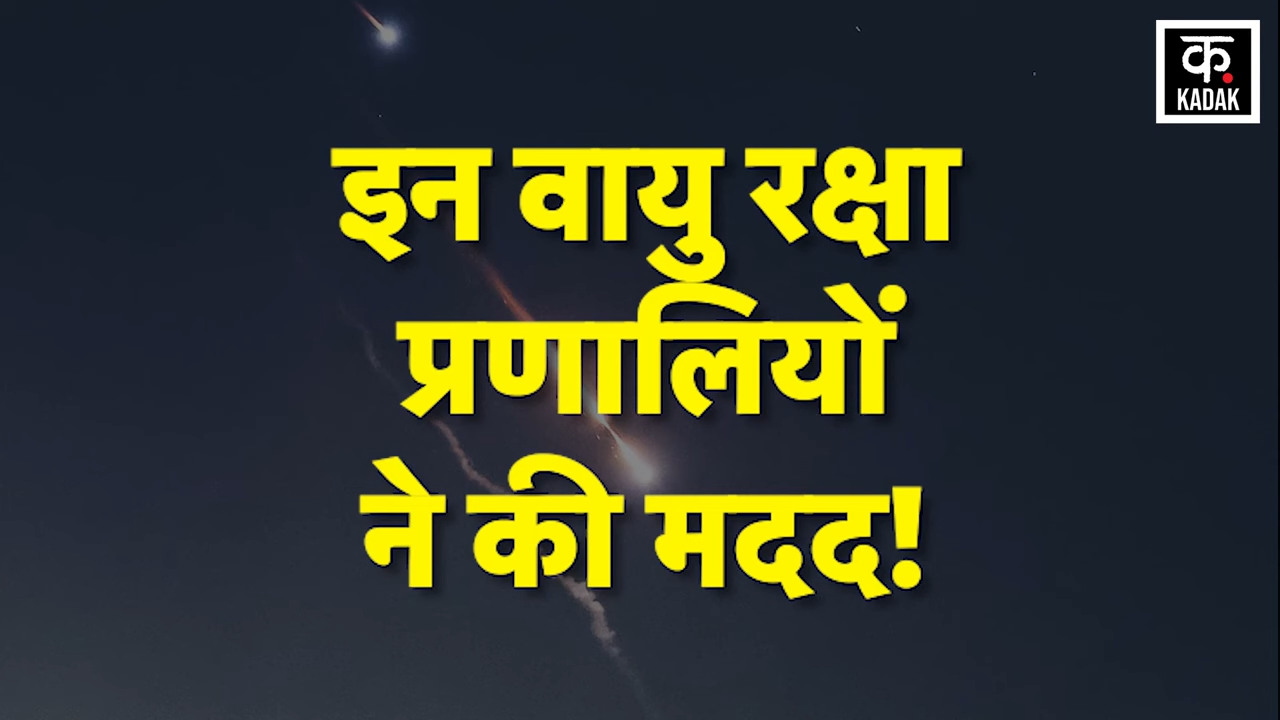 क.
KADAK
इन वायु रक्षा
प्रणालियों
ने की मदद!